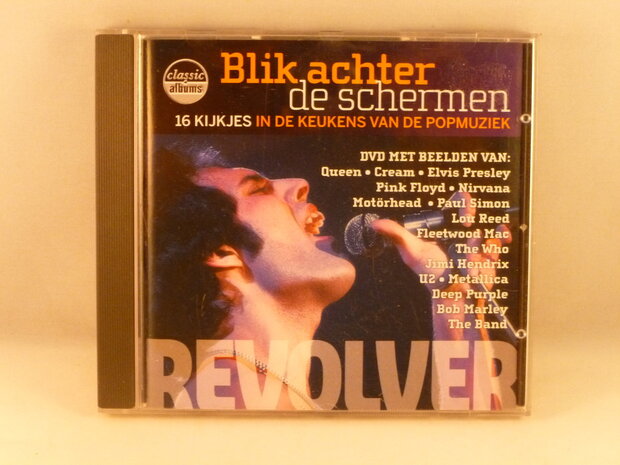 classic
albums
Blik achter
de schermen
16 KIJKJES IN DE KEUKENS VAN DE POPMUZIEK
DVD MET BEELDEN VAN:
Queen • Cream • Elvis Presley
Pink Floyd • Nirvana
Motörhead • Paul Simon
Lou Reed
Fleetwood Mac
The Who
Jimi Hendrix
U2 • Metallica
Deep Purple
Bob Marley
The Band
REVOLVER